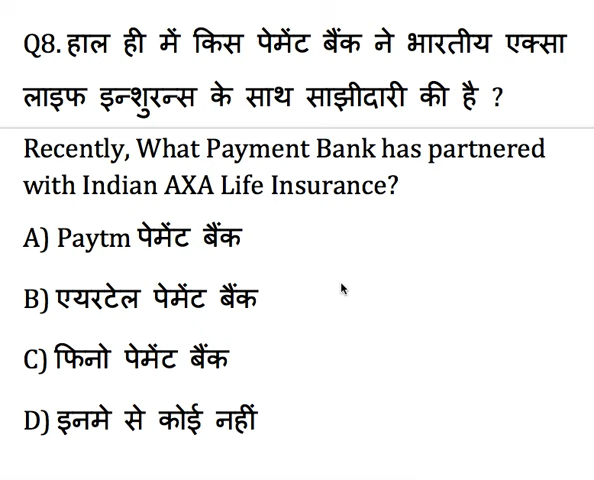 Q8. हाल ही में किस पेमेंट बैंक ने भारतीय एक्सा
लाइफ इन्शुरन्स के साथ साझीदारी की है ?
Recently, What Payment Bank has partnered
with Indian AXA Life Insurance?
A) Paytm पेमेंट बैंक
B) एयरटेल पेमेंट बैंक
C) फिनो पेमेंट बैंक
D) इनमे से कोई नहीं